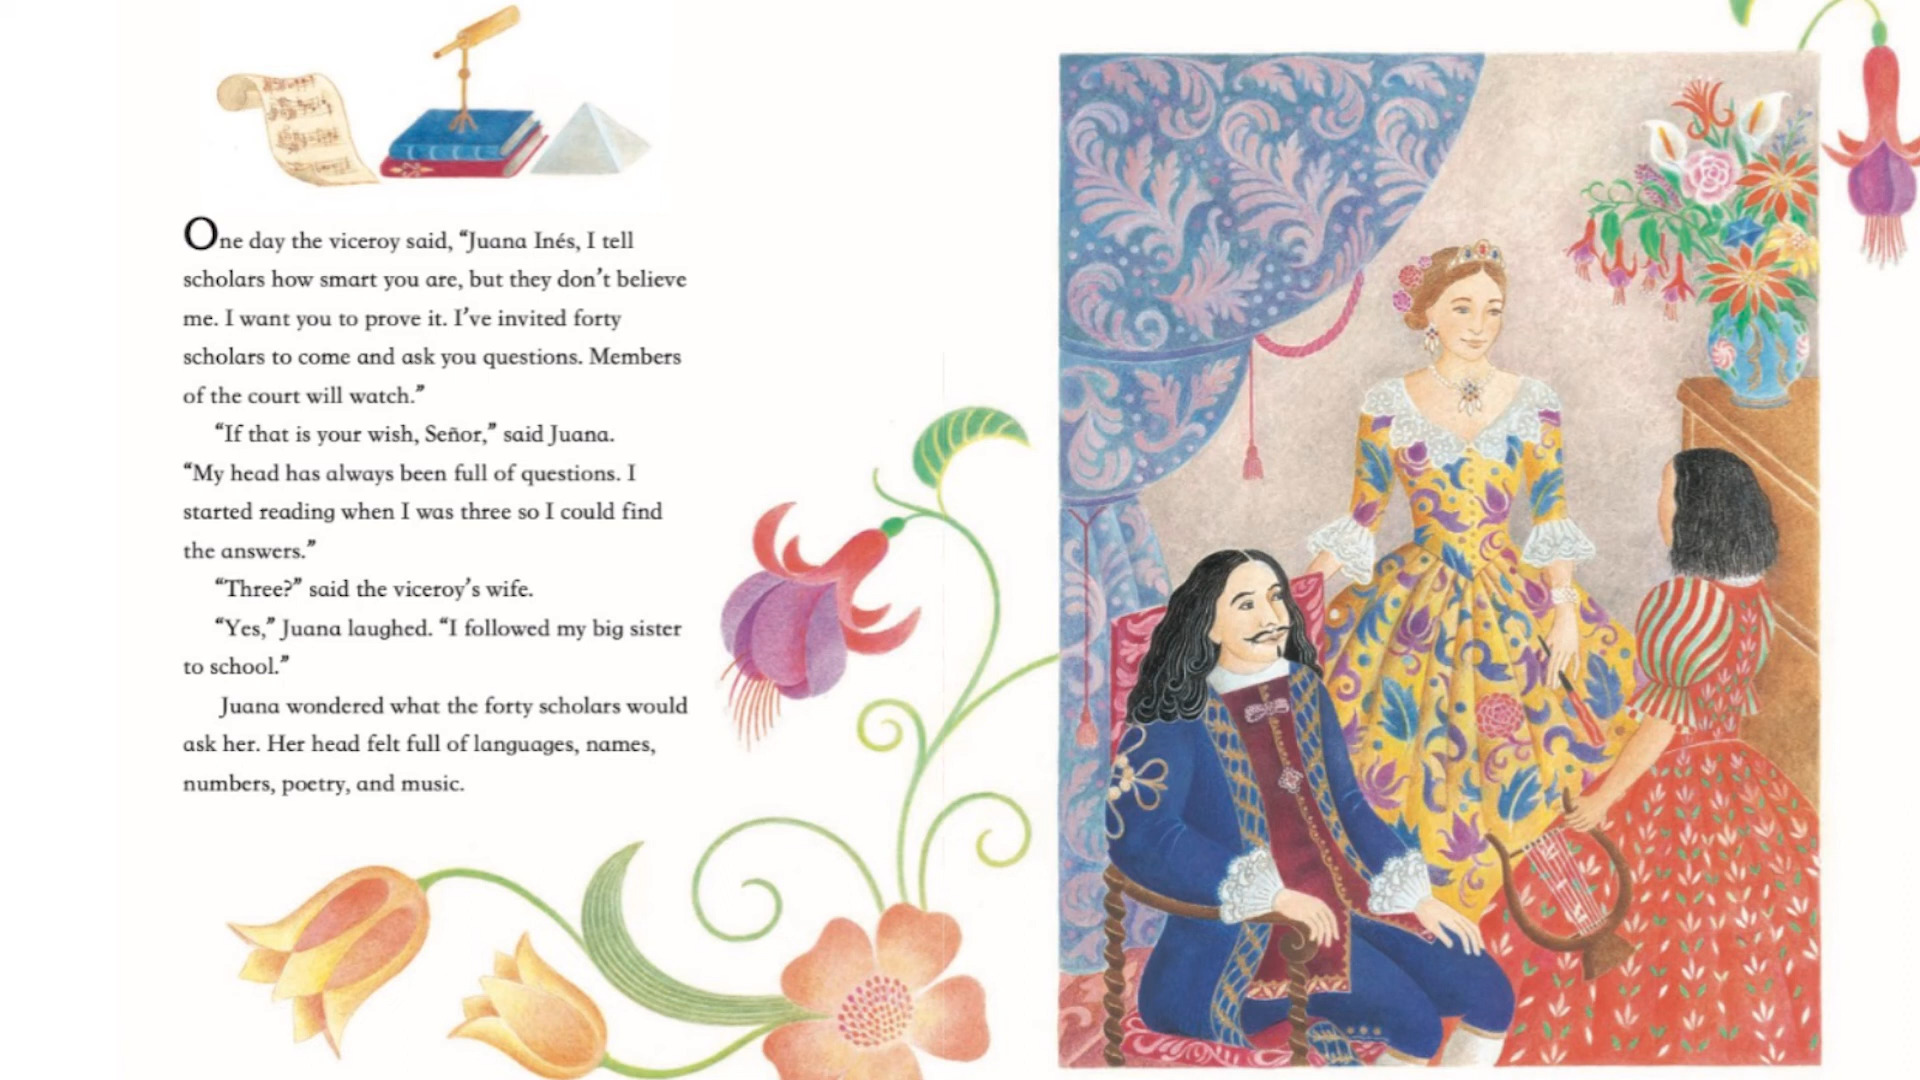 One day the viceroy said, “Juana Inés, I tell
scholars how smart you are, but they don’t believe
me. I want you to prove it. I’ve invited forty
scholars to come and ask you questions. Members
of the court will watch.”
“If that is your wish, Señor,” said Juana.
“My head has always been full of questions. I
started reading when I was three so I could find
the answers.”
“Three?” said the viceroy’s wife.
“Yes,” Juana laughed. “I followed my big sister
to school.”
Juana wondered what the forty scholars would
ask her. Her head felt full of languages, names,
numbers, poetry, and music.